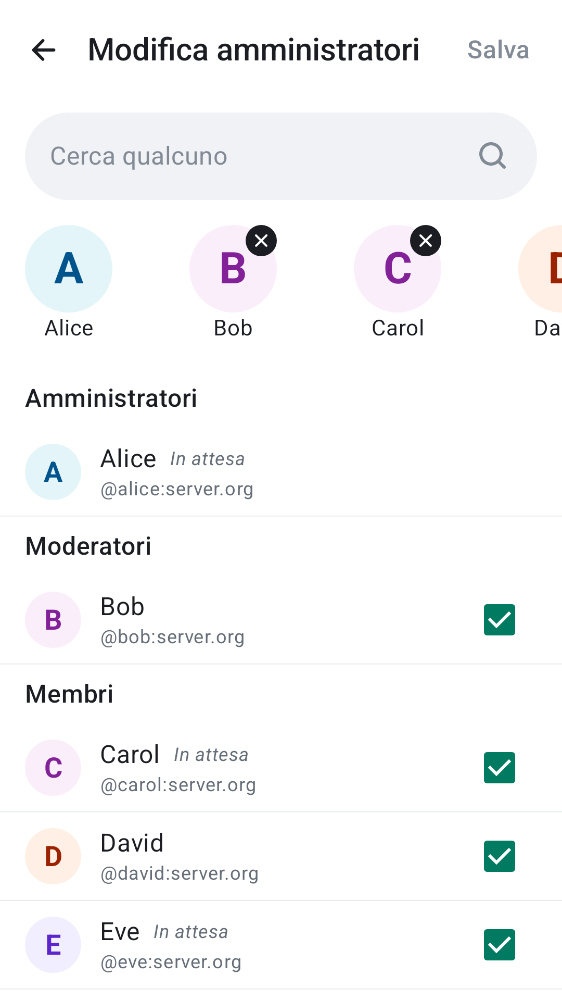 Modifica amministratori Salva
Cerca qualcuno
A B C D
Alice Bob Carol Da
Amministratori
A Alice In attesa
@alice:server.org
Moderatori
B Bob
@bob:server.org
Membri
C Carol In attesa
@carol:server.org
D David
@david:server.org
E Eve In attesa
@eve:server.org